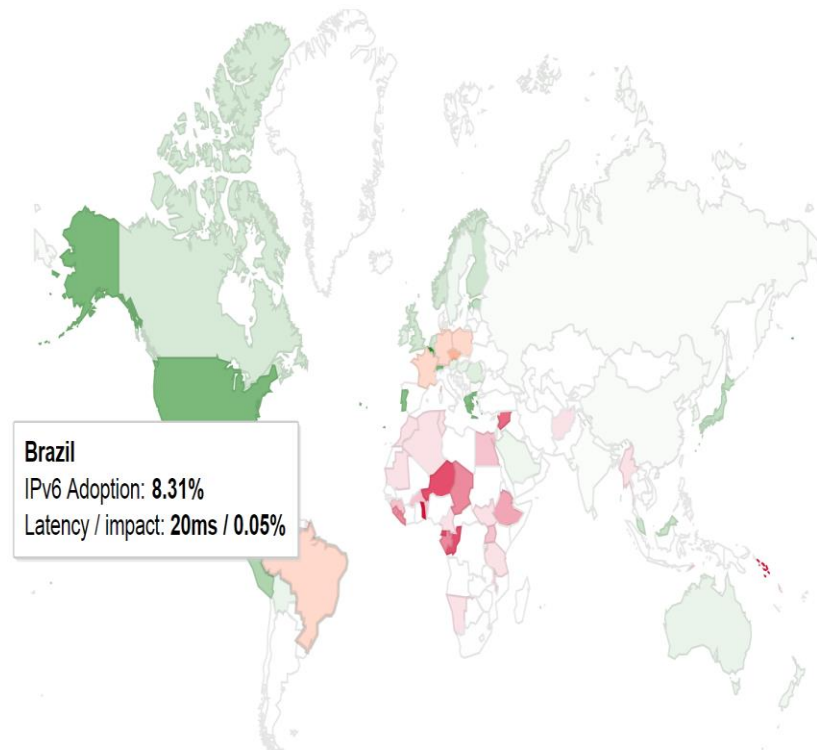 Brazil
IPv6 Adoption: 8.31%
Latency / impact: 20ms / 0.05%